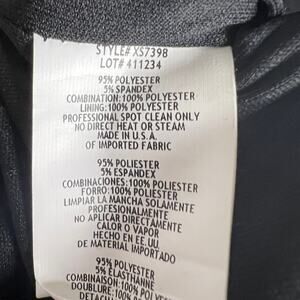 STYLE# XS7398
LOT# 411234
95% POLYESTER
5% SPANDEX
COMBINATION: 100% POLYESTER
LINING: 100% POLYESTER
PROFESSIONAL SPOT CLEAN ONLY
NO DIRECT HEAT OR STEAM
MADE IN U.S.A.
OF IMPORTED FABRIC
95% POLIESTER
5% ESPANDEX
COMBINACIONES: 100% POLIESTER
FORRO: 100% POLIESTER
LIMPIAR LA MANCHA SOLAMENTE
PROFESIONALMENTE
NO APLICAR DIRECTAMENTE
CALOR O VAPOR
HECHO EN EE.UU.
DE MATERIAL IMPORTADO
95% POLYESTER
5% ÉLASTHANNE
COMBINAISON: 100% POLYESTER
DOUBLURE: 100%